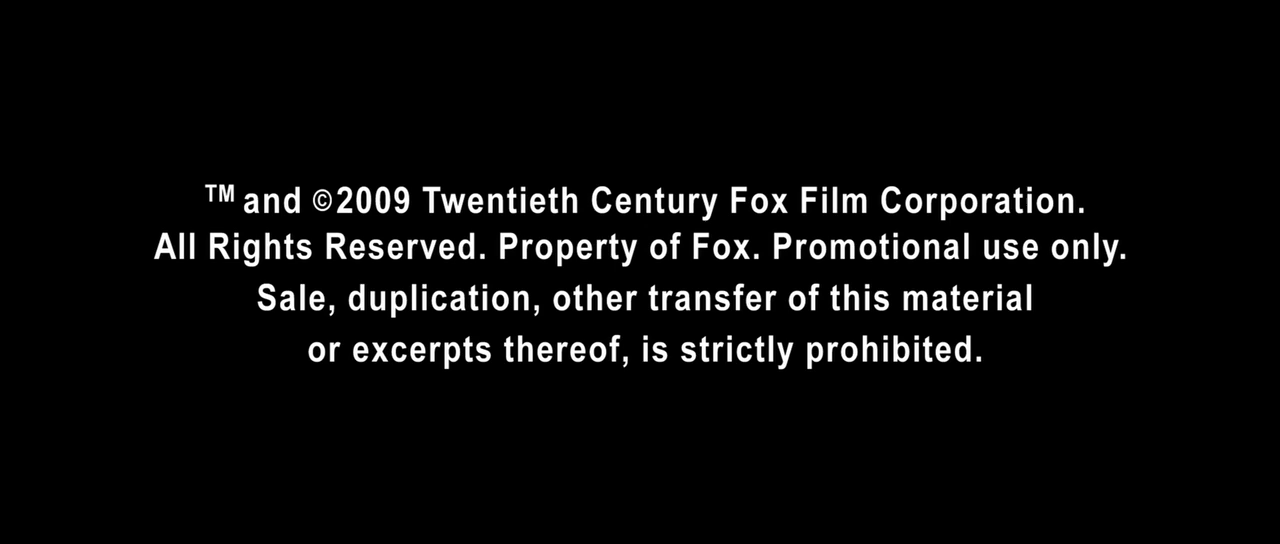 TM and ©2009 Twentieth Century Fox Film Corporation.
All Rights Reserved. Property of Fox. Promotional use only.
Sale, duplication, other transfer of this material
or excerpts thereof, is strictly prohibited.